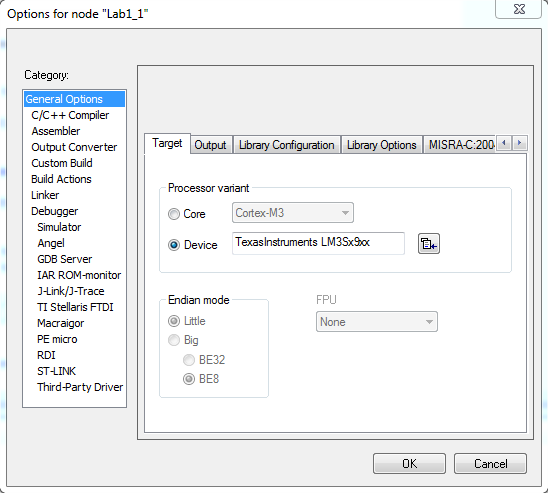 Options for node "Lab1_1"
Category:
General Options
C/C++ Compiler
Assembler
Output Converter
Custom Build
Build Actions
Linker
Debugger
Simulator
Angel
GDB Server
IAR ROM-monitor
J-Link/J-Trace
TI Stellaris FTDI
Macraigor
PE micro
RDI
ST-LINK
Third-Party Driver
Target Output Library Configuration Library Options MISRA-C:2004
Processor variant
Core Cortex-M3
Device TexasInstruments LM3Sx9xx
Endian mode
Little
Big
BE32
BE8
FPU
None
OK Cancel